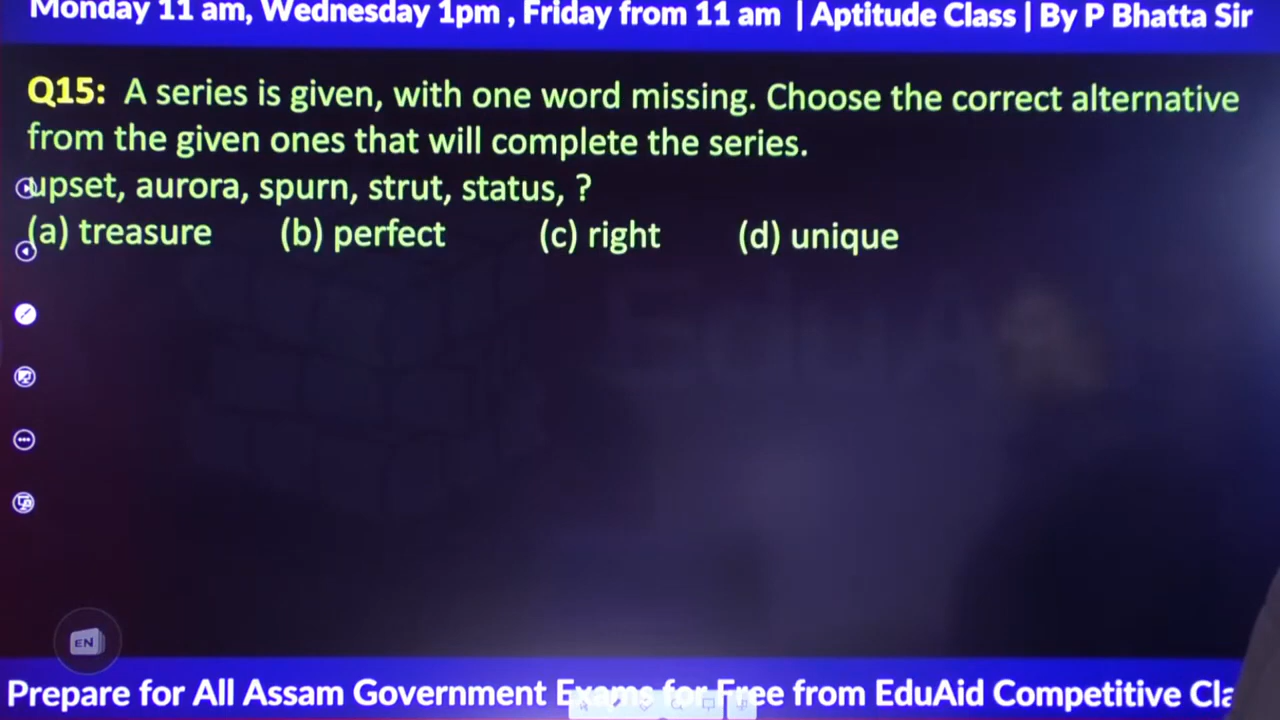 Monday 11 am, Wednesday 1pm , Friday from 11 am | Aptitude Class | By P Bhatta Sir
Q15: A series is given, with one word missing. Choose the correct alternative
from the given ones that will complete the series.
upset, aurora, spurn, strut, status, ?
(a) treasure (b) perfect (c) right (d) unique
EN
Prepare for All Assam Government Exams for Free from EduAid Competitive